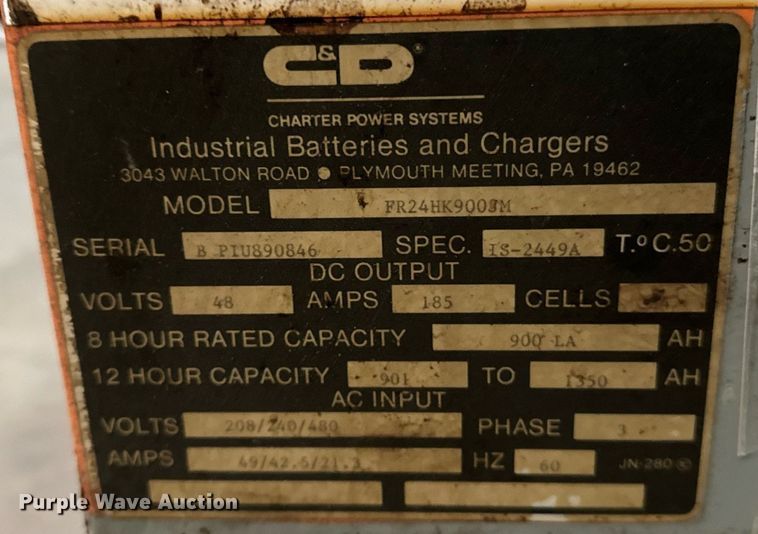 C&D®
CHARTER POWER SYSTEMS
Industrial Batteries and Chargers
3043 WALTON ROAD ● PLYMOUTH MEETING, PA 19462
MODEL FR24HK900SM
SERIAL B PIU890846 SPEC. IS-2449A T.º C.50
DC OUTPUT
VOLTS 48 AMPS 185 CELLS
8 HOUR RATED CAPACITY 900 LA AH
12 HOUR CAPACITY 901 TO 1350 AH
AC INPUT
VOLTS 208/240/480 PHASE 3
AMPS 49/42.5/21.3 HZ 60 JN-280 ©
Purple Wave Auction